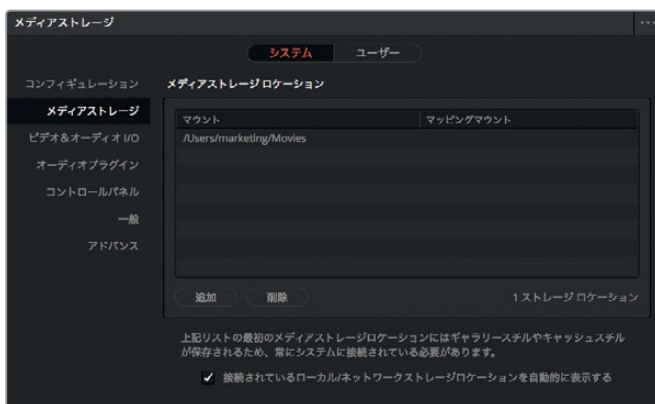 メディアストレージ
システム ユーザー
コンフィギュレーション
メディアストレージ
ビデオ&オーディオ I/O
オーディオプラグイン
コントロールパネル
一般
アドバンス
メディアストレージ ロケーション
マウント マッピングマウント
/Users/marketing/Movies
追加 削除 1 ストレージ ロケーション
上記リストの最初のメディアストレージロケーションにはギャラリースチルやキャッシュスチル
が保存されるため、常にシステムに接続されている必要があります。
接続されているローカル/ネットワークストレージロケーションを自動的に表示する